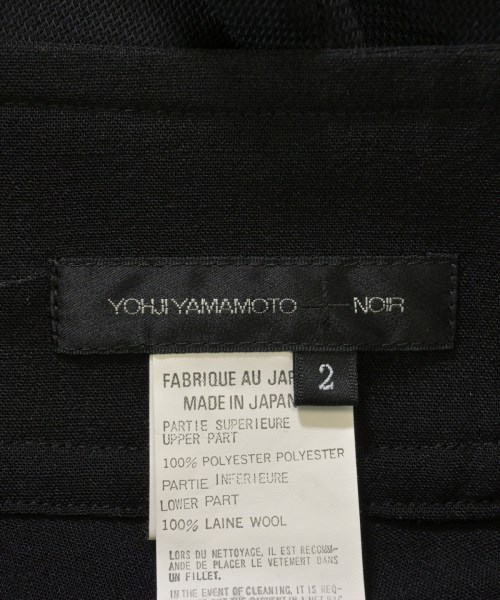 YOHJI YAMAMOTO + NOIR
2
FABRIQUE AU
MADE IN JAPAN
PARTIE SUPERIEURE
UPPER PART
100% POLYESTER POLYESTER
PARTIE INFERIEURE
LOWER PART
100% LAINE WOOL
LORS DU NETTOYAGE, IL EST RECOMM-
ANDE DE PLACER LE VETEMENT DANS
UN FILLET.
IN THE EVENT OF CLEANING, IT IS REQ-